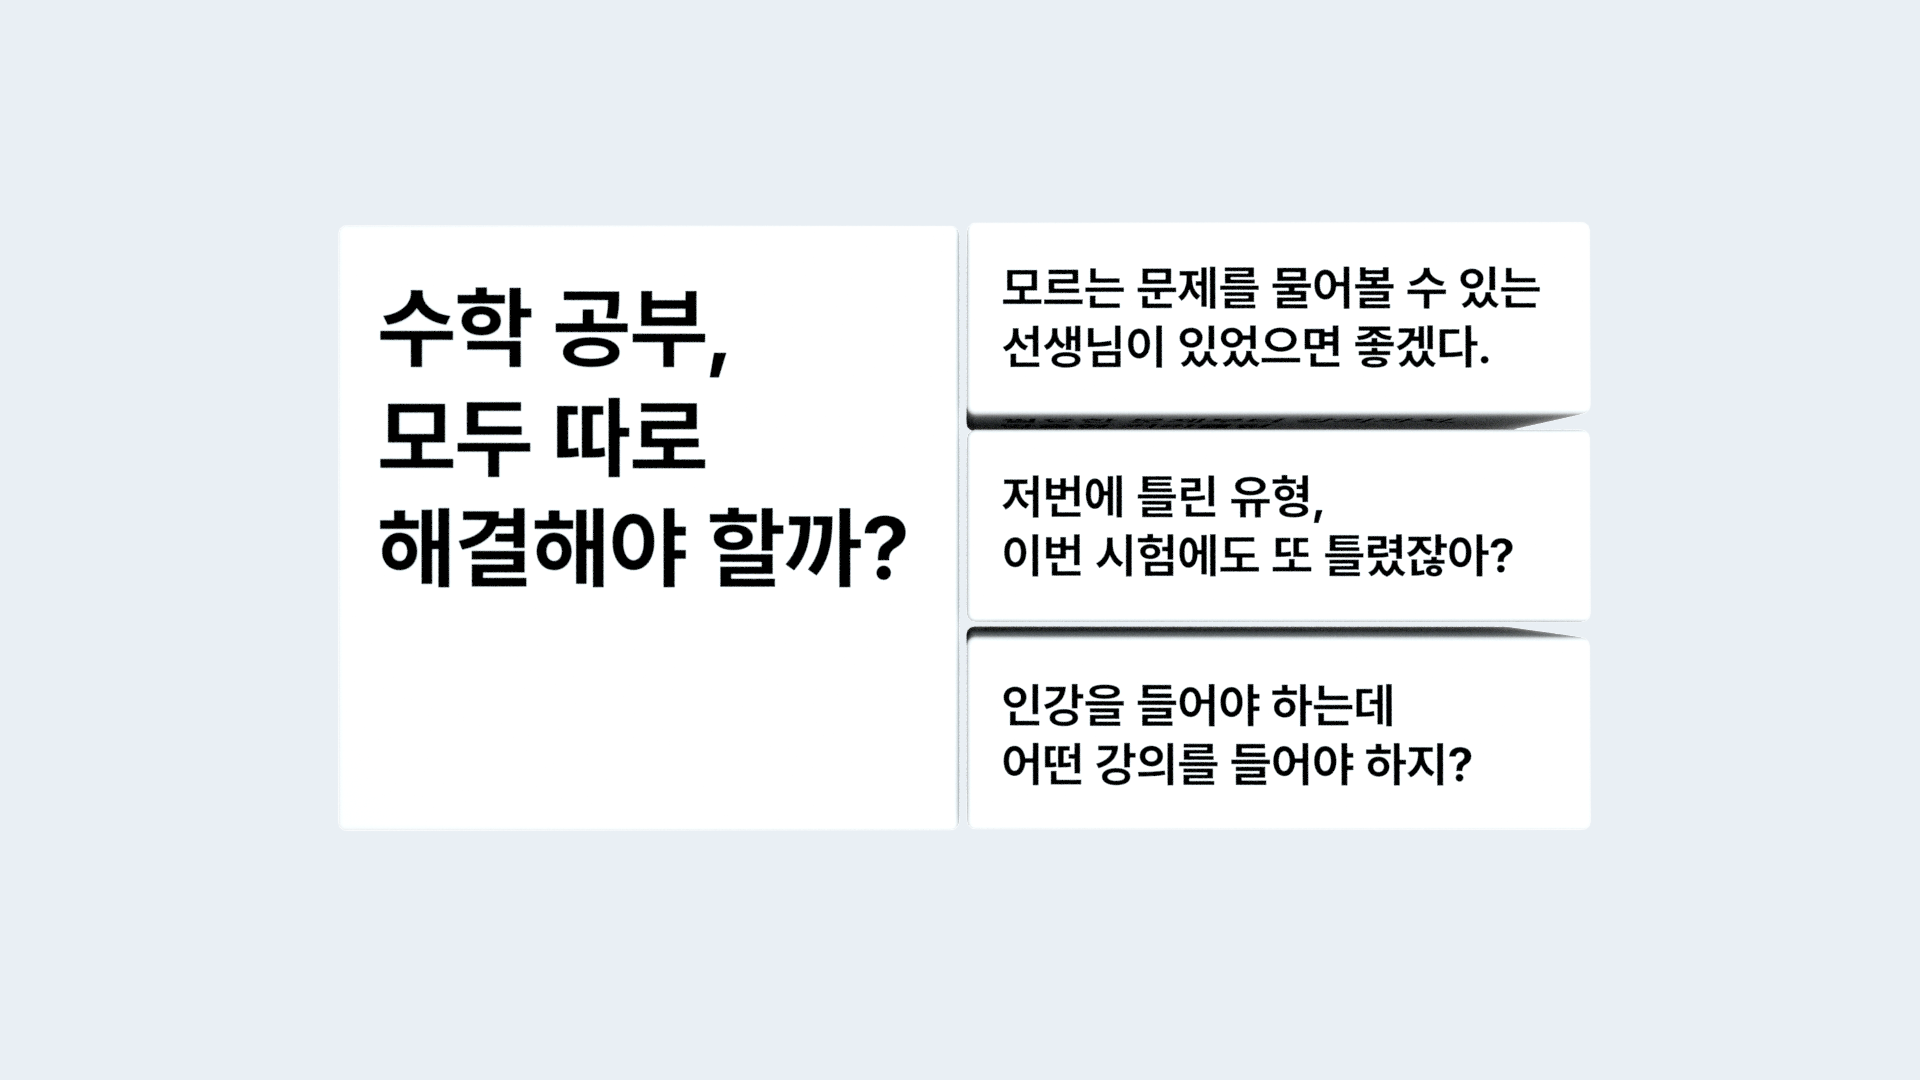 수학 공부,
모두 따로
해결해야 할까?
모르는 문제를 물어볼 수 있는
선생님이 있었으면 좋겠다.
저번에 틀린 유형,
이번 시험에도 또 틀렸잖아?
인강을 들어야 하는데
어떤 강의를 들어야 하지?